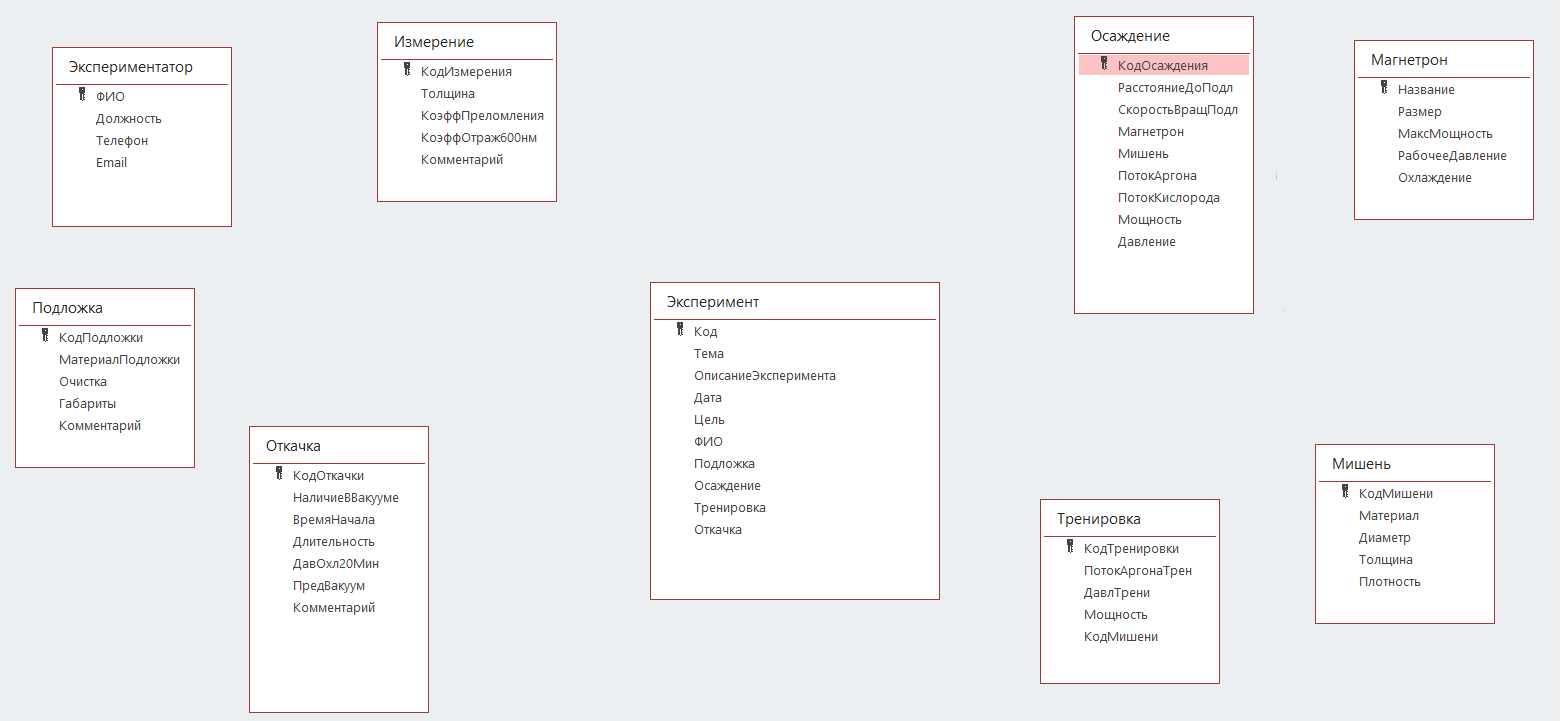 Экспериментатор
ФИО
Должность
Телефон
Email
Измерение
КодИзмерения
Толщина
КоэффПреломления
КоэффОтраж600нм
Комментарий
Осаждение
КодОсаждения
РасстояниеДоПодл
СкоростьВращПодл
Магнетрон
Мишень
ПотокАргона
ПотокКислорода
Мощность
Давление
Магнетрон
Название
Размер
МаксМощность
РабочееДавление
Охлаждение
Подложка
КодПодложки
МатериалПодложки
Очистка
Габариты
Комментарий
Откачка
КодОткачки
НаличиеВВакууме
ВремяНачала
Длительность
ДавОхл20Мин
ПредВакуум
Комментарий
Эксперимент
Код
Тема
ОписаниеЭксперимента
Дата
Цель
ФИО
Подложка
Осаждение
Тренировка
Откачка
Тренировка
КодТренировки
ПотокАргонаТрен
ДавлТрени
Мощность
КодМишени
Мишень
КодМишени
Материал
Диаметр
Толщина
Плотность